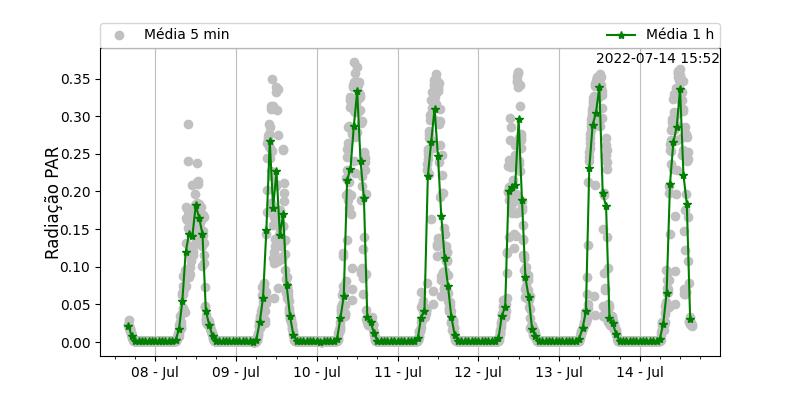 Média 5 min
Média 1 h
2022-07-14 15:52
Radiação PAR
0.35
0.30
0.25
0.20
0.15
0.10
0.05
0.00
08 - Jul
09 - Jul
10 - Jul
11 - Jul
12 - Jul
13 - Jul
14 - Jul